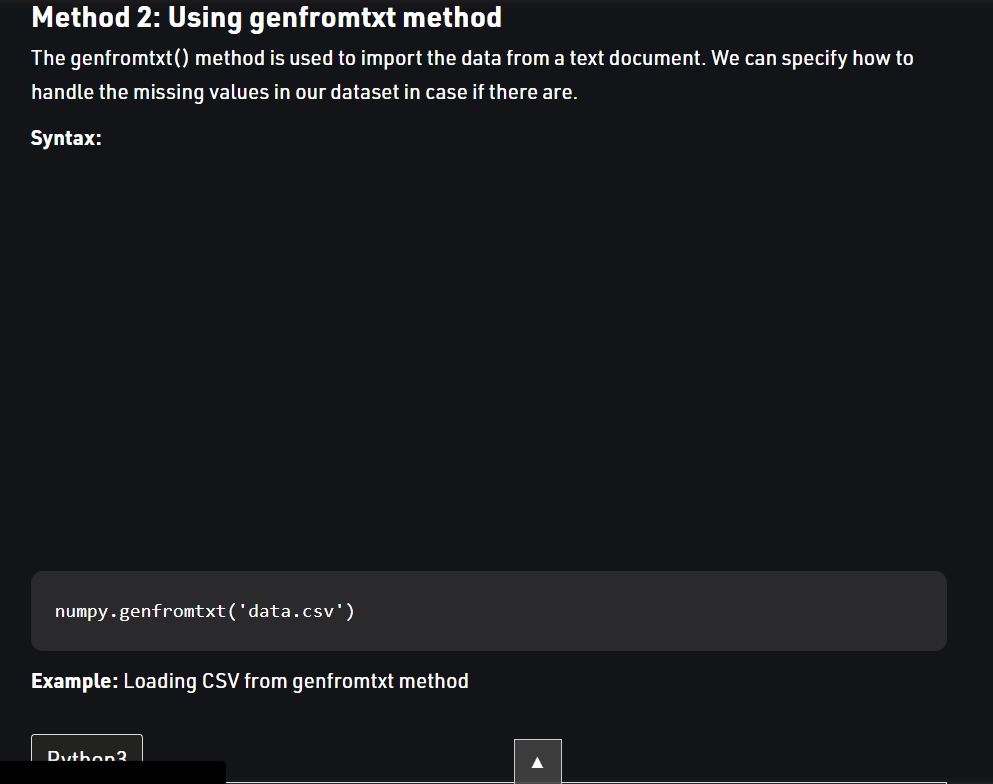 Method 2: Using genfromtxt method
The genfromtxt() method is used to import the data from a text document. We can specify how to
handle the missing values in our dataset in case if there are.
Syntax:
numpy.genfromtxt('data.csv')
Example: Loading CSV from genfromtxt method
Python3